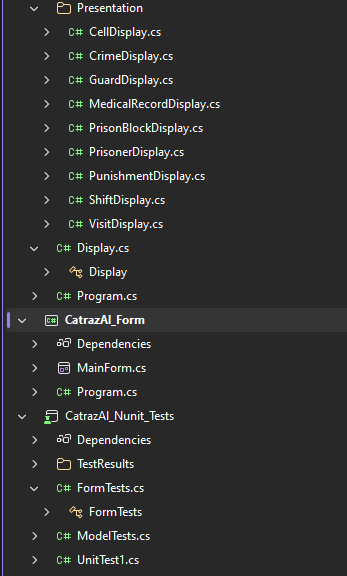 Presentation
C# CellDisplay.cs
C# CrimeDisplay.cs
C# GuardDisplay.cs
C# MedicalRecordDisplay.cs
C# PrisonBlockDisplay.cs
C# PrisonerDisplay.cs
C# PunishmentDisplay.cs
C# ShiftDisplay.cs
C# VisitDisplay.cs
C# Display.cs
Display
C# Program.cs
CatrazAl_Form
Dependencies
MainForm.cs
C# Program.cs
CatrazAl_Nunit_Tests
Dependencies
TestResults
C# FormTests.cs
FormTests
C# ModelTests.cs
C# UnitTest1.cs